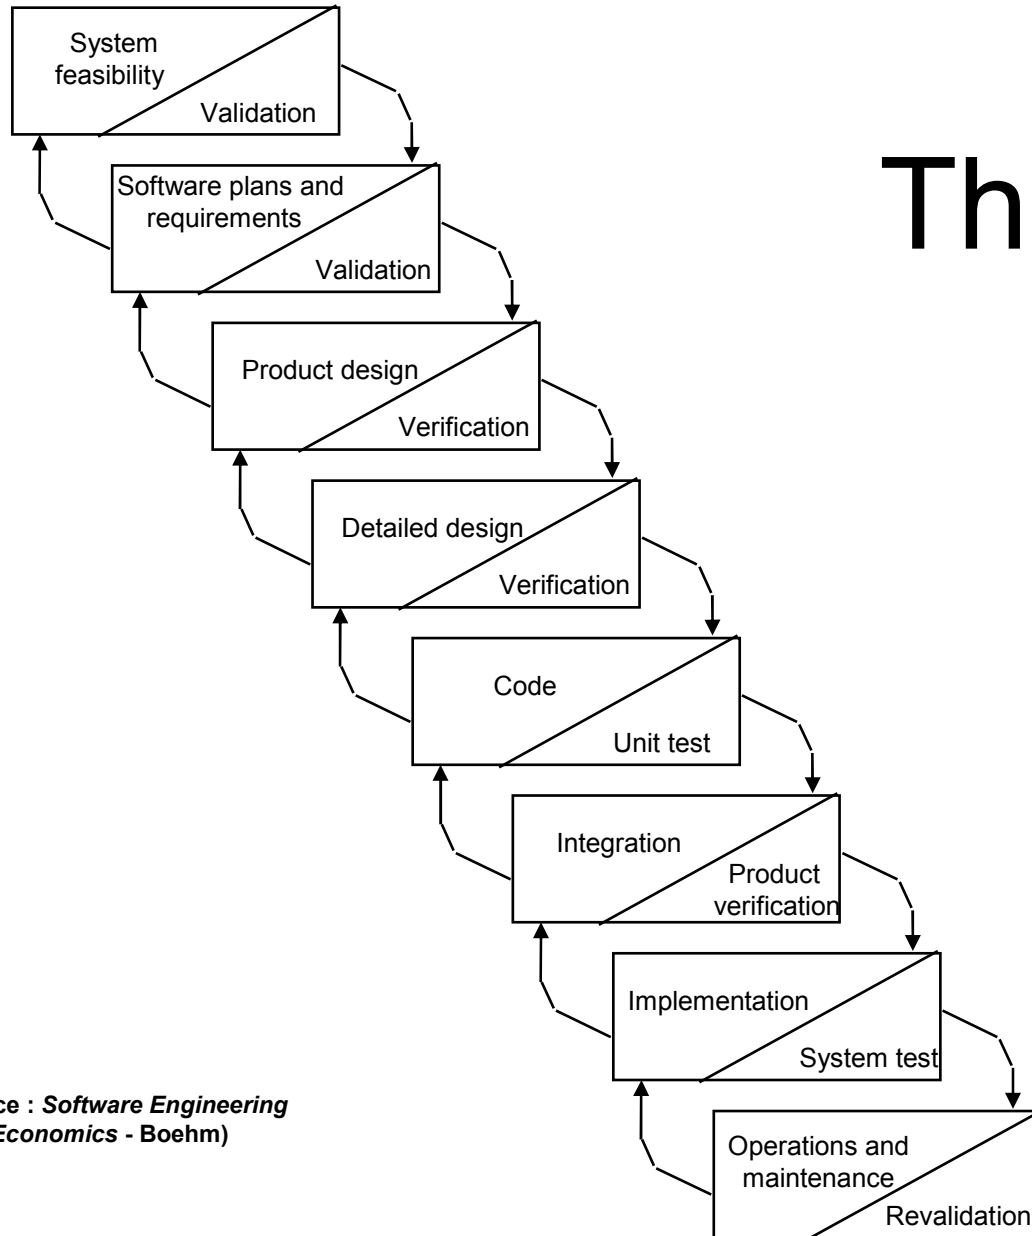 System
feasibility
Validation
Th
Software plans and
requirements
Validation
Product design
Verification
Detailed design
Verification
Code
Unit test
Integration
Product
verification
Implementation
System test
ce : Software Engineering
Economics - Boehm)
Operations and
maintenance
Revalidation